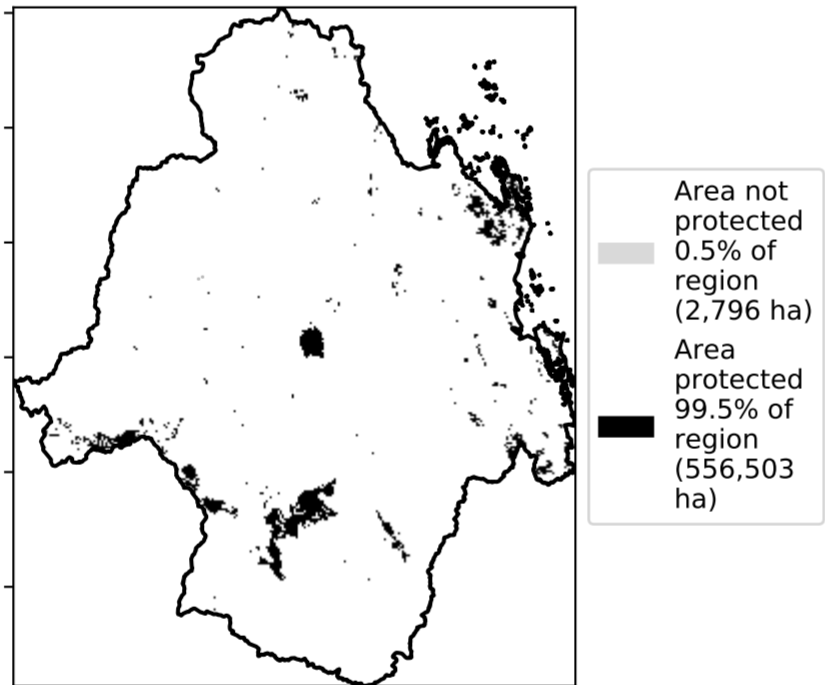 Area not
protected
0.5% of
region
(2,796 ha)
Area
protected
99.5% of
region
(556,503
ha)